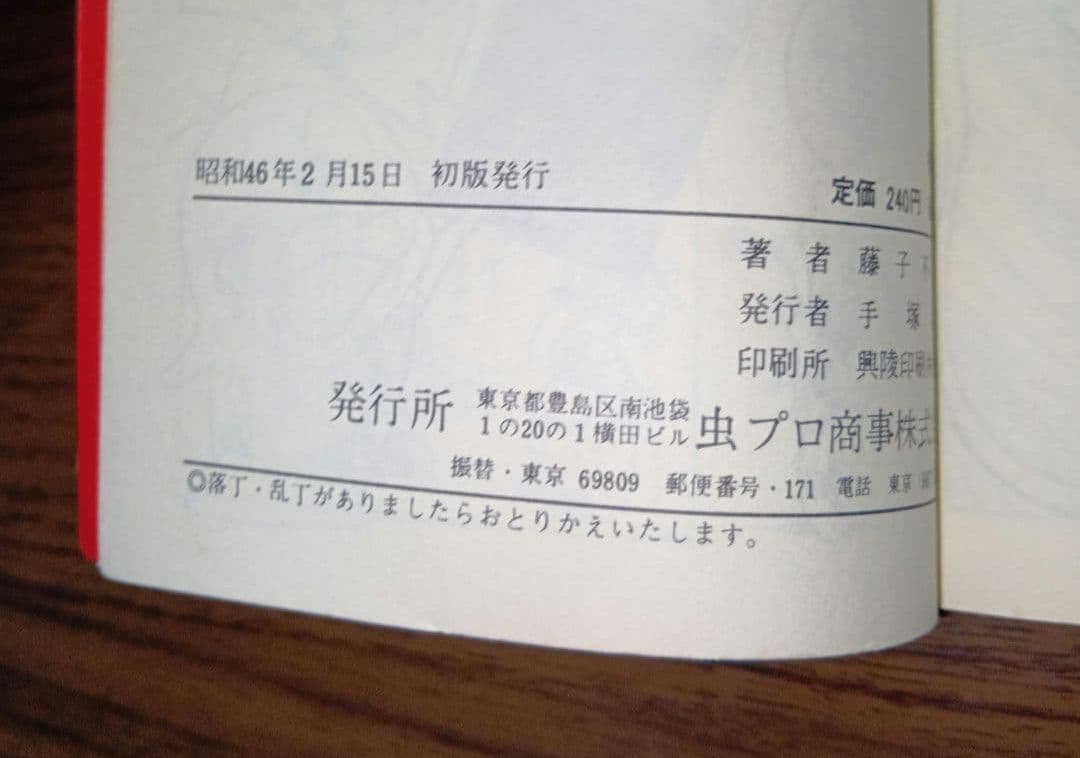 昭和46年2月15日 初版発行
定価 240円
著 者 藤 子
発行者 手 塚
印刷所 興陵印刷
発行所 東京都豊島区南池袋 1の20の1横田ビル 虫プロ商事株式
振替・東京 69809 郵便番号・171 電話 東京
◎落丁・乱丁がありましたらおとりかえいたします。